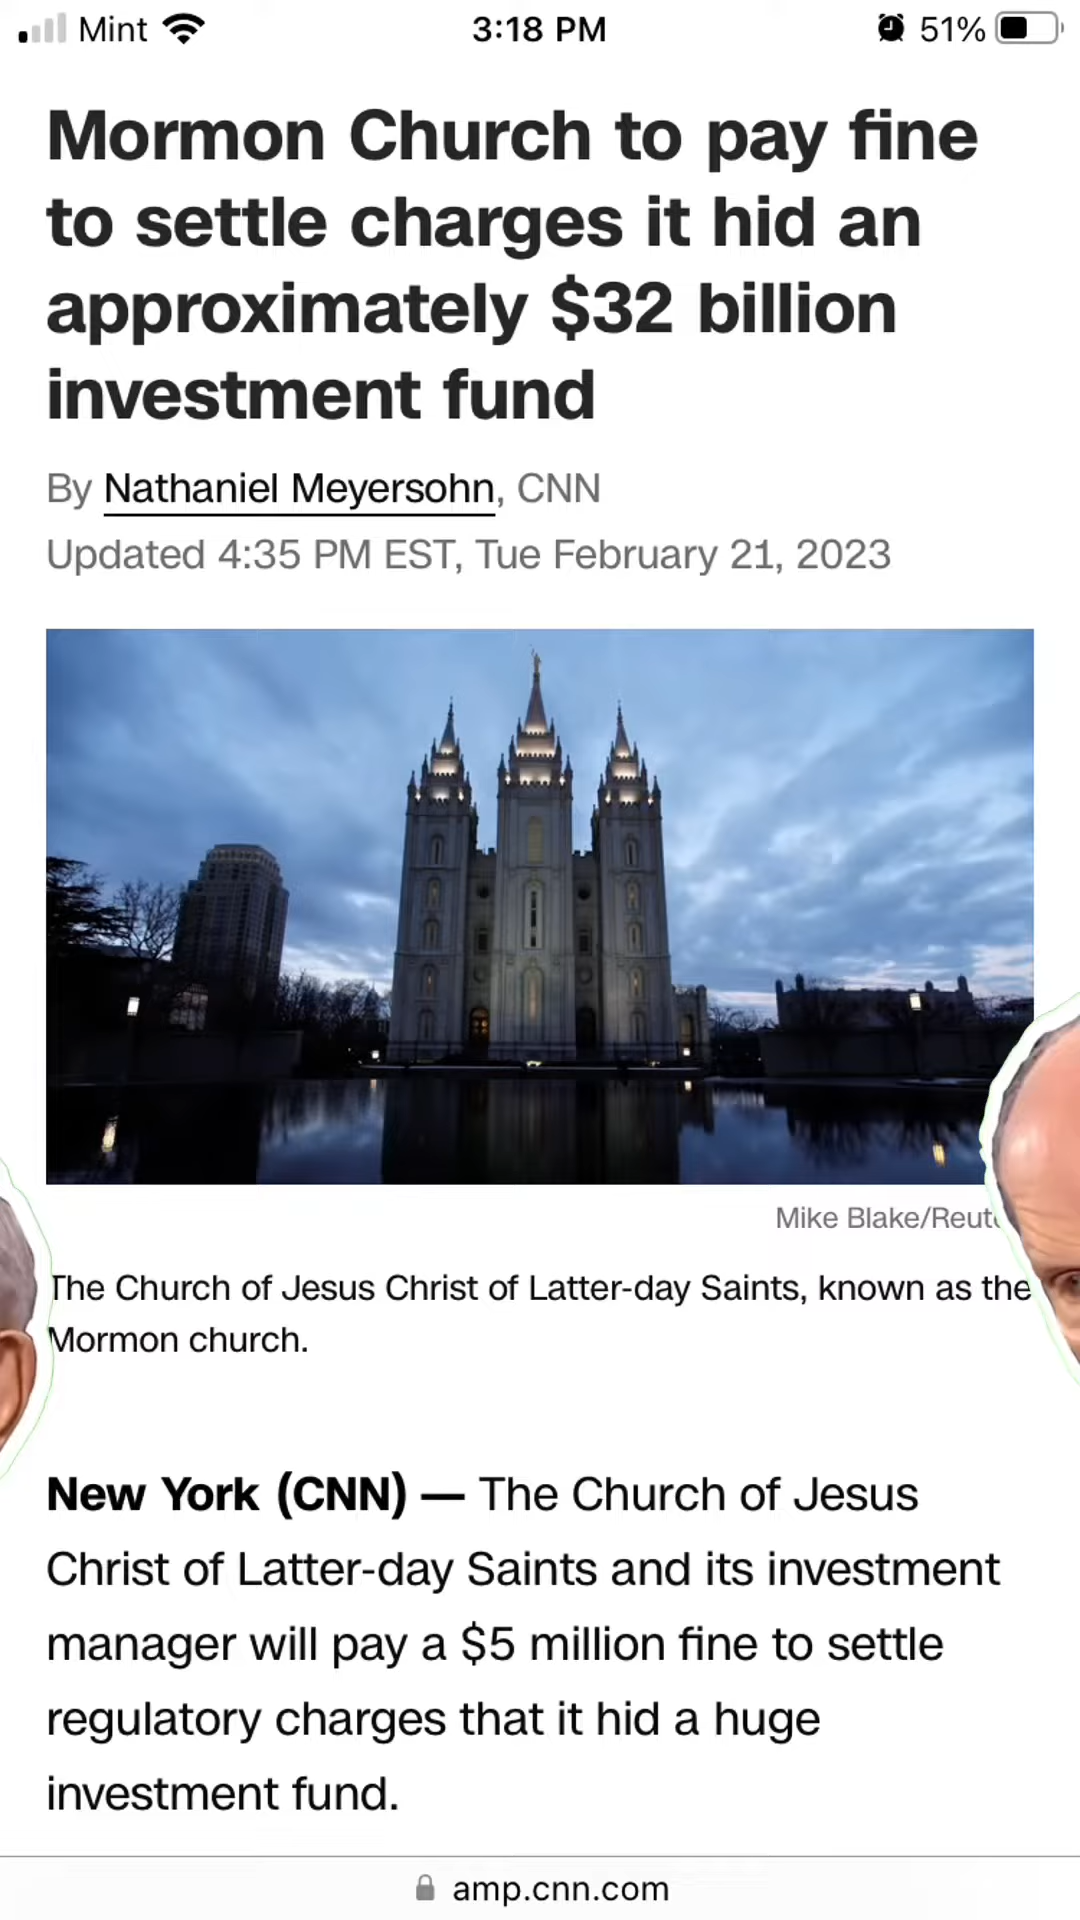 Mint 3:18 PM 51%
Mormon Church to pay fine
to settle charges it hid an
approximately $32 billion
investment fund
By Nathaniel Meyersohn, CNN
Updated 4:35 PM EST, Tue February 21, 2023
Mike Blake/Reut
The Church of Jesus Christ of Latter-day Saints, known as the
Mormon church.
New York (CNN) — The Church of Jesus
Christ of Latter-day Saints and its investment
manager will pay a $5 million fine to settle
regulatory charges that it hid a huge
investment fund.
amp.cnn.com